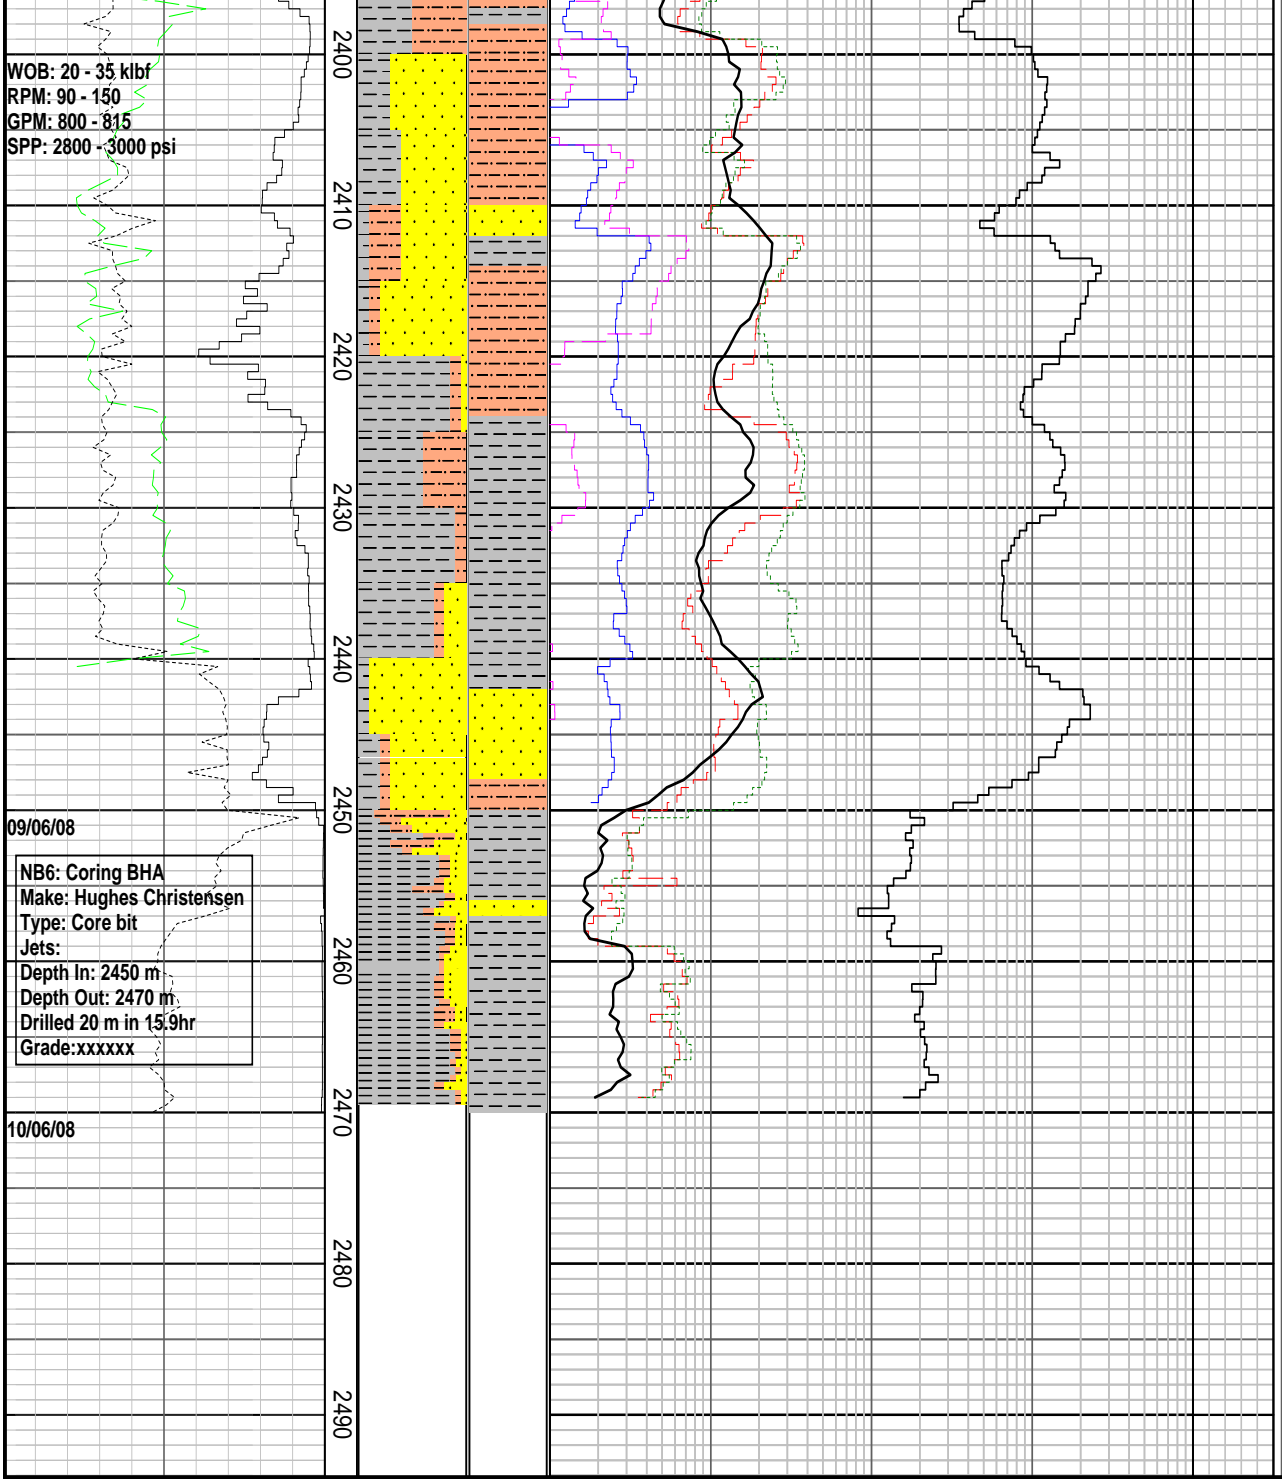 WOB: 20 - 35 klbf
RPM: 90 - 150
GPM: 800 - 815
SPP: 2800 - 3000 psi
09/06/08
NB6: Coring BHA
Make: Hughes Christensen
Type: Core bit
Jets:
Depth In: 2450 m
Depth Out: 2470 m
Drilled 20 m in 15.9hr
Grade:xxxxxx
10/06/08
2400
2410
2420
2430
2440
2450
2460
2470
2480
2490